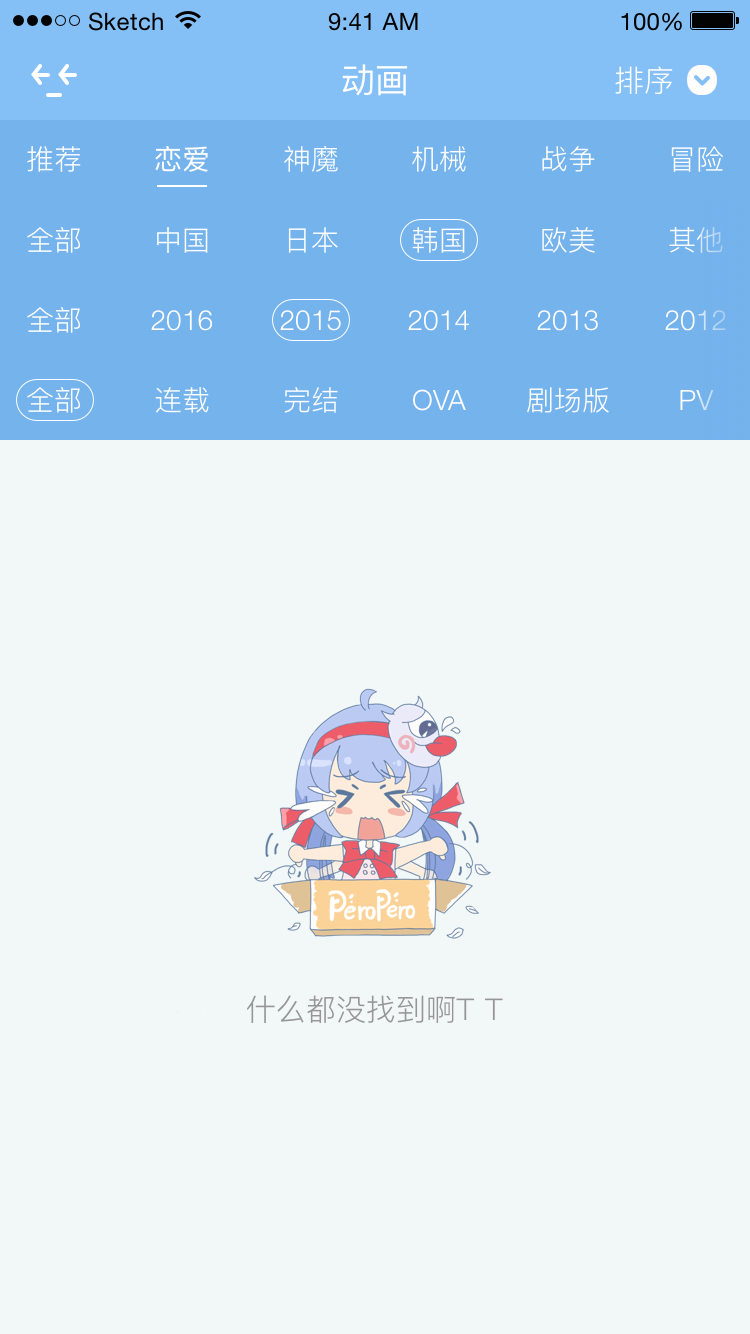 Sketch 9:41 AM 100%
动画 排序
推荐 恋爱 神魔 机械 战争 冒险
全部 中国 日本 韩国 欧美 其他
全部 2016 2015 2014 2013 2012
全部 连载 完结 OVA 剧场版 PV
PéroPéro
什么都没找到啊T T